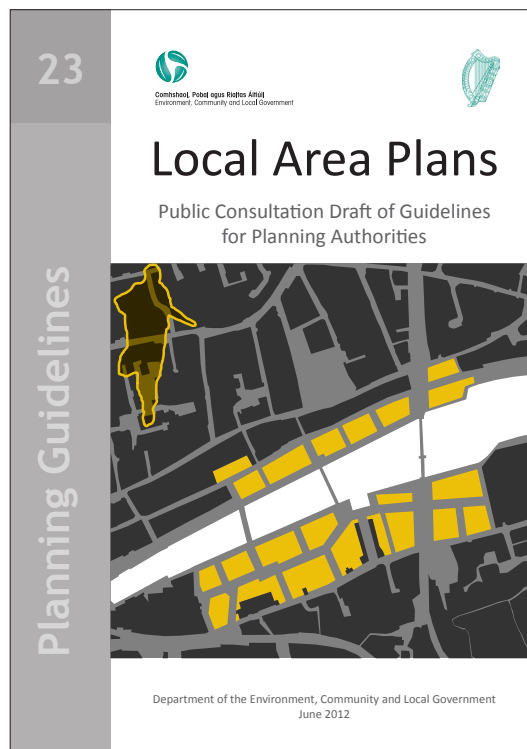 23
Comhshaol, Pobal agus Rialtas Áitiúil
Environment, Community and Local Government
Local Area Plans
Public Consultation Draft of Guidelines
for Planning Authorities
Planning Guidelines
Department of the Environment, Community and Local Government
June 2012